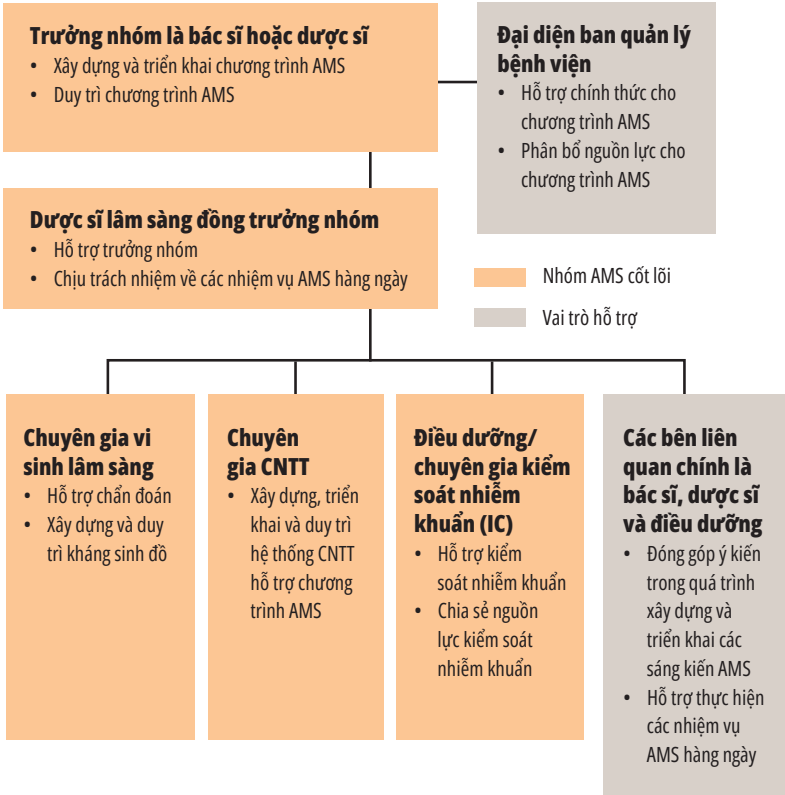 Trưởng nhóm là bác sĩ hoặc dược sĩ
• Xây dựng và triển khai chương trình AMS
• Duy trì chương trình AMS
Đại diện ban quản lý
bệnh viện
• Hỗ trợ chính thức cho
chương trình AMS
• Phân bổ nguồn lực cho
chương trình AMS
Dược sĩ lâm sàng đồng trưởng nhóm
• Hỗ trợ trưởng nhóm
• Chịu trách nhiệm về các nhiệm vụ AMS hàng ngày
Nhóm AMS cốt lõi
Vai trò hỗ trợ
Chuyên gia vi
sinh lâm sàng
• Hỗ trợ chẩn đoán
• Xây dựng và duy
trì kháng sinh đồ
Chuyên
gia CNTT
• Xây dựng, triển
khai và duy trì
hệ thống CNTT
hỗ trợ chương
trình AMS
Điều dưỡng/
chuyên gia kiểm
soát nhiễm
khuẩn (IC)
• Hỗ trợ kiểm
soát nhiễm khuẩn
• Chia sẻ nguồn
lực kiểm soát
nhiễm khuẩn
Các bên liên
quan chính là
bác sĩ, dược sĩ
và điều dưỡng
• Đóng góp ý kiến
trong quá trình
xây dựng và
triển khai các
sáng kiến AMS
• Hỗ trợ thực hiện
các nhiệm vụ
AMS hàng ngày